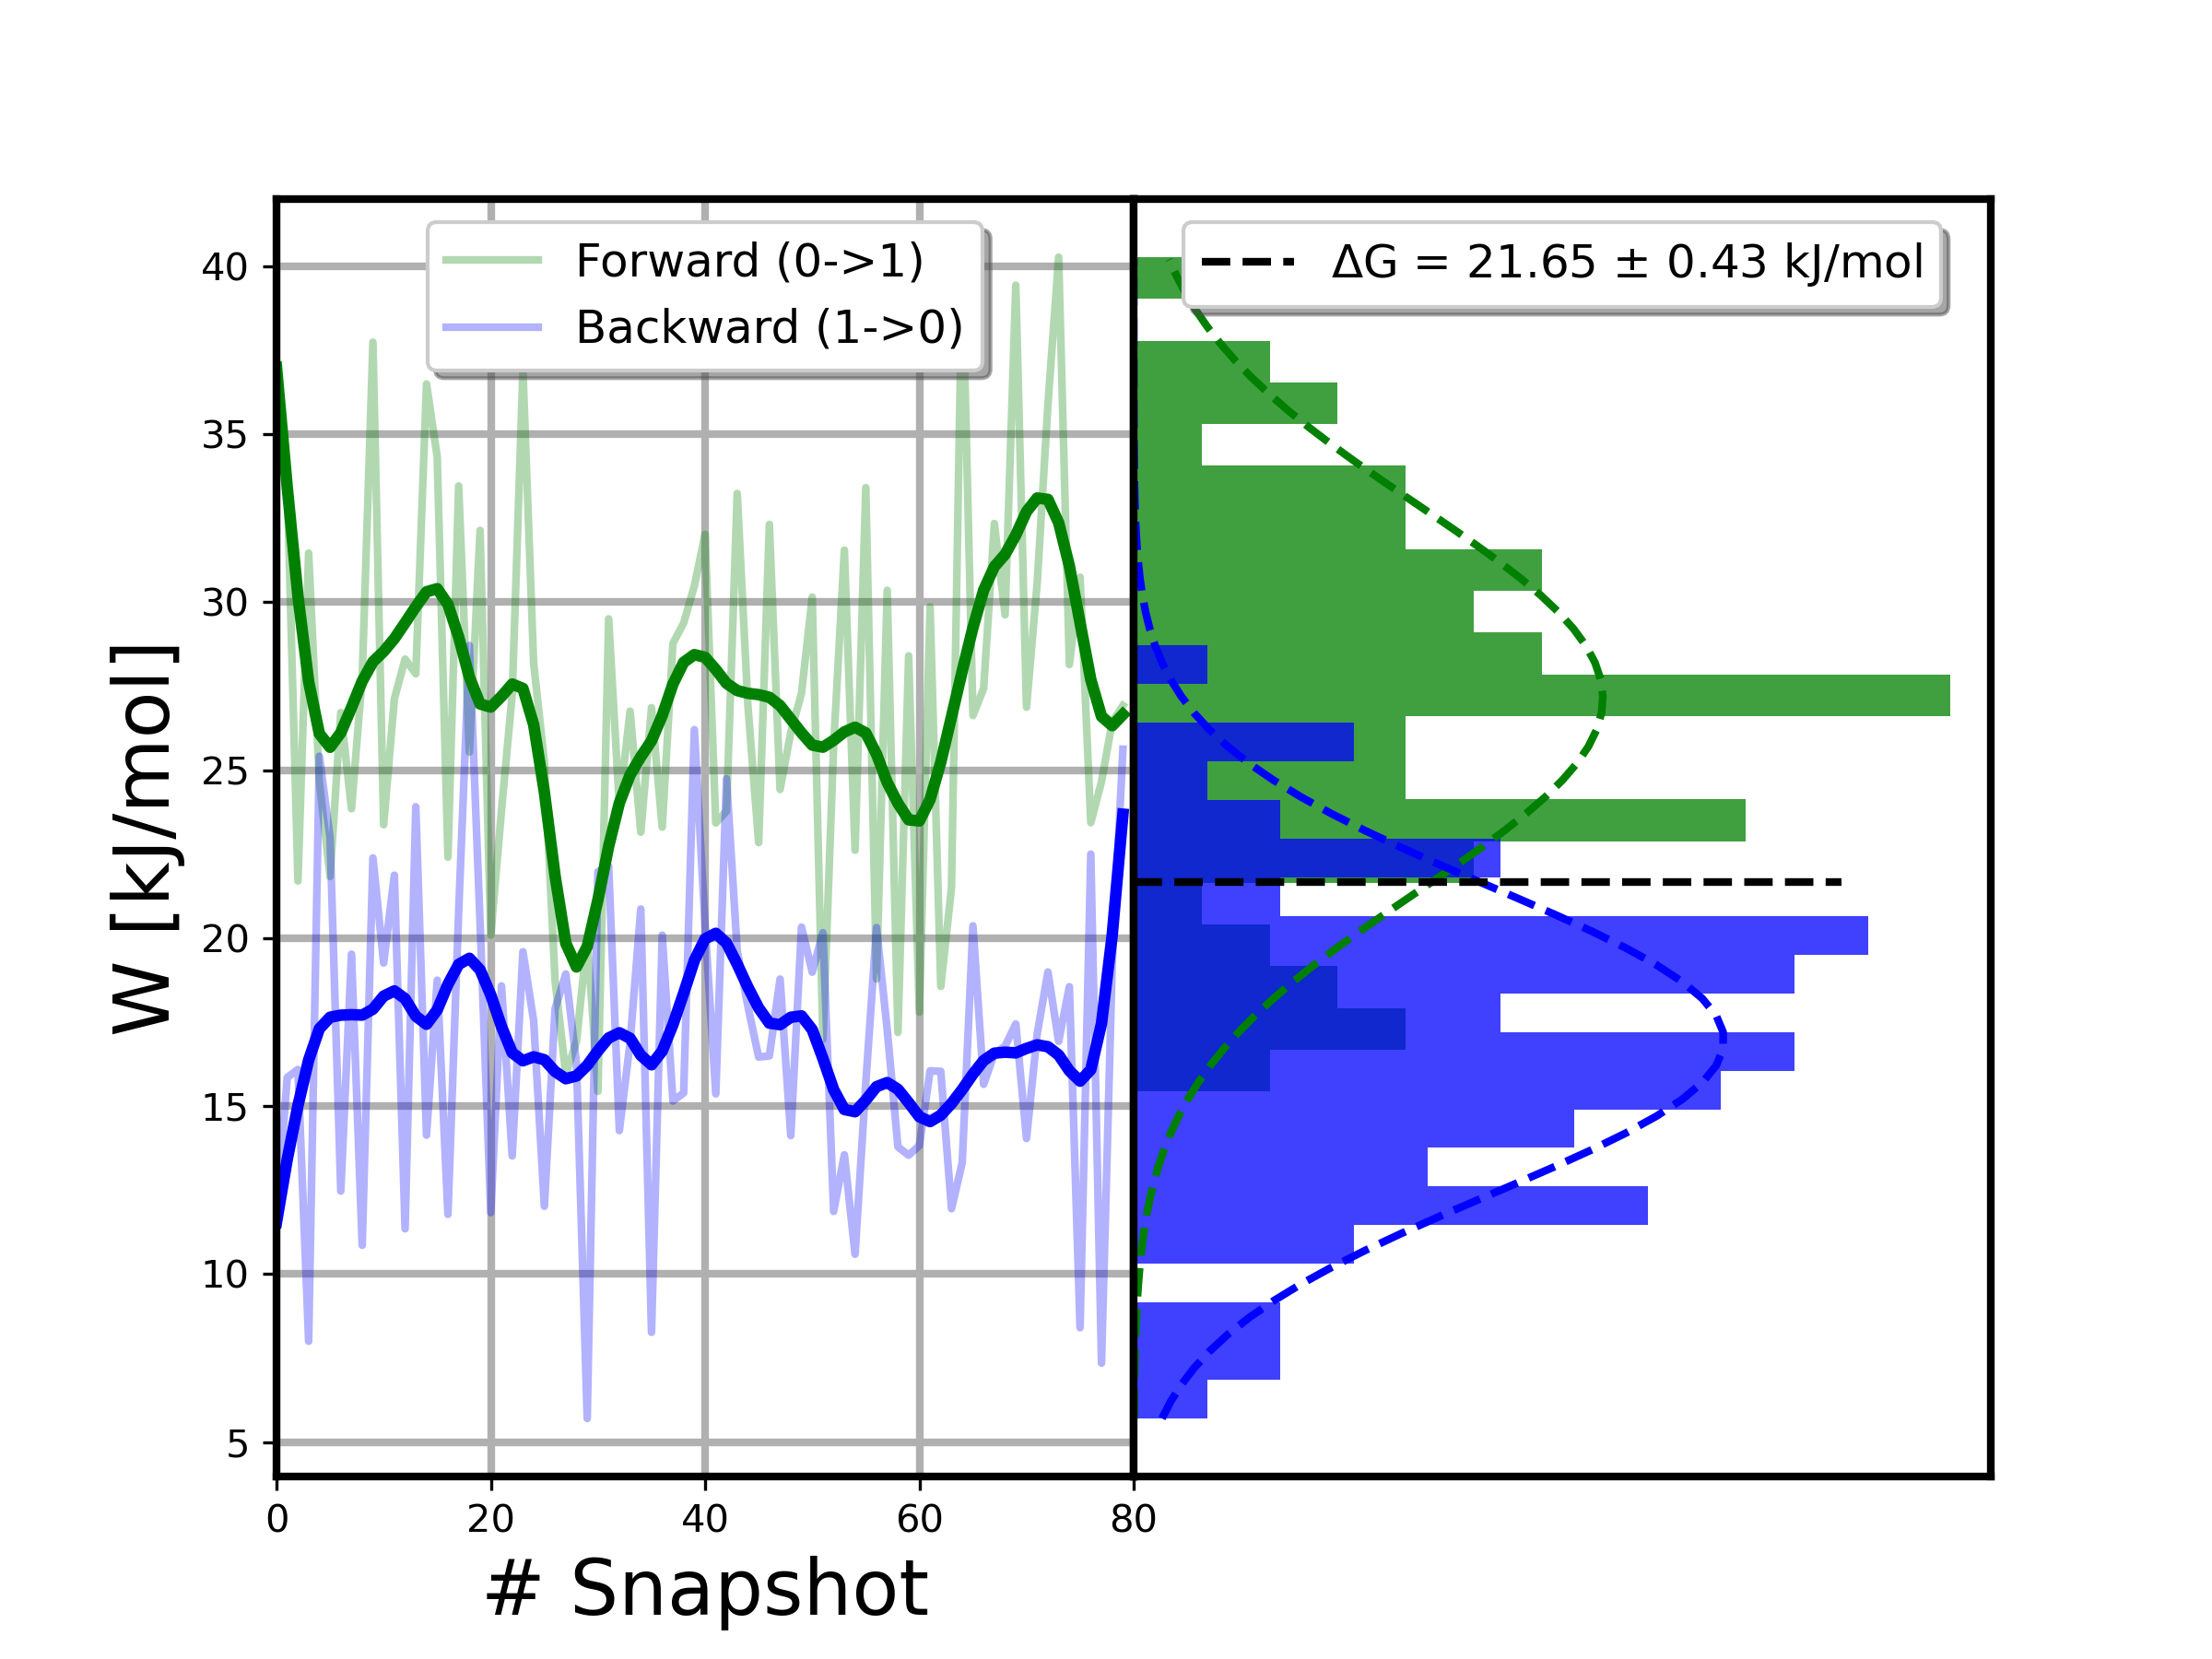 Forward (0->1)
Backward (1->0)
ΔG = 21.65 ± 0.43 kJ/mol
W [kJ/mol]
40
35
30
25
20
15
10
5
0 20 40 60 80
# Snapshot